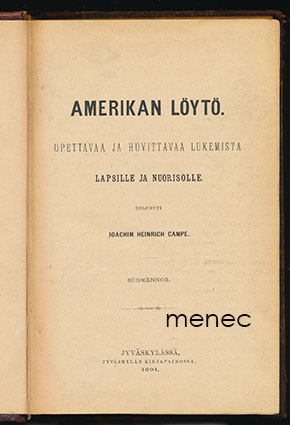 AMERIKAN LÖYTÖ.
OPETTAVAA JA HUVITTAVAA LUKEMISTA
LAPSILLE JA NUORISOLLE.
KIRJOITTI
JOACHIM HEINRICH CAMPE.
SUOMENNOS.
menec
JYVÄSKYLÄSSÄ,
JYVÄSKYLÄN KIRJAPAINOSSA,
1891.